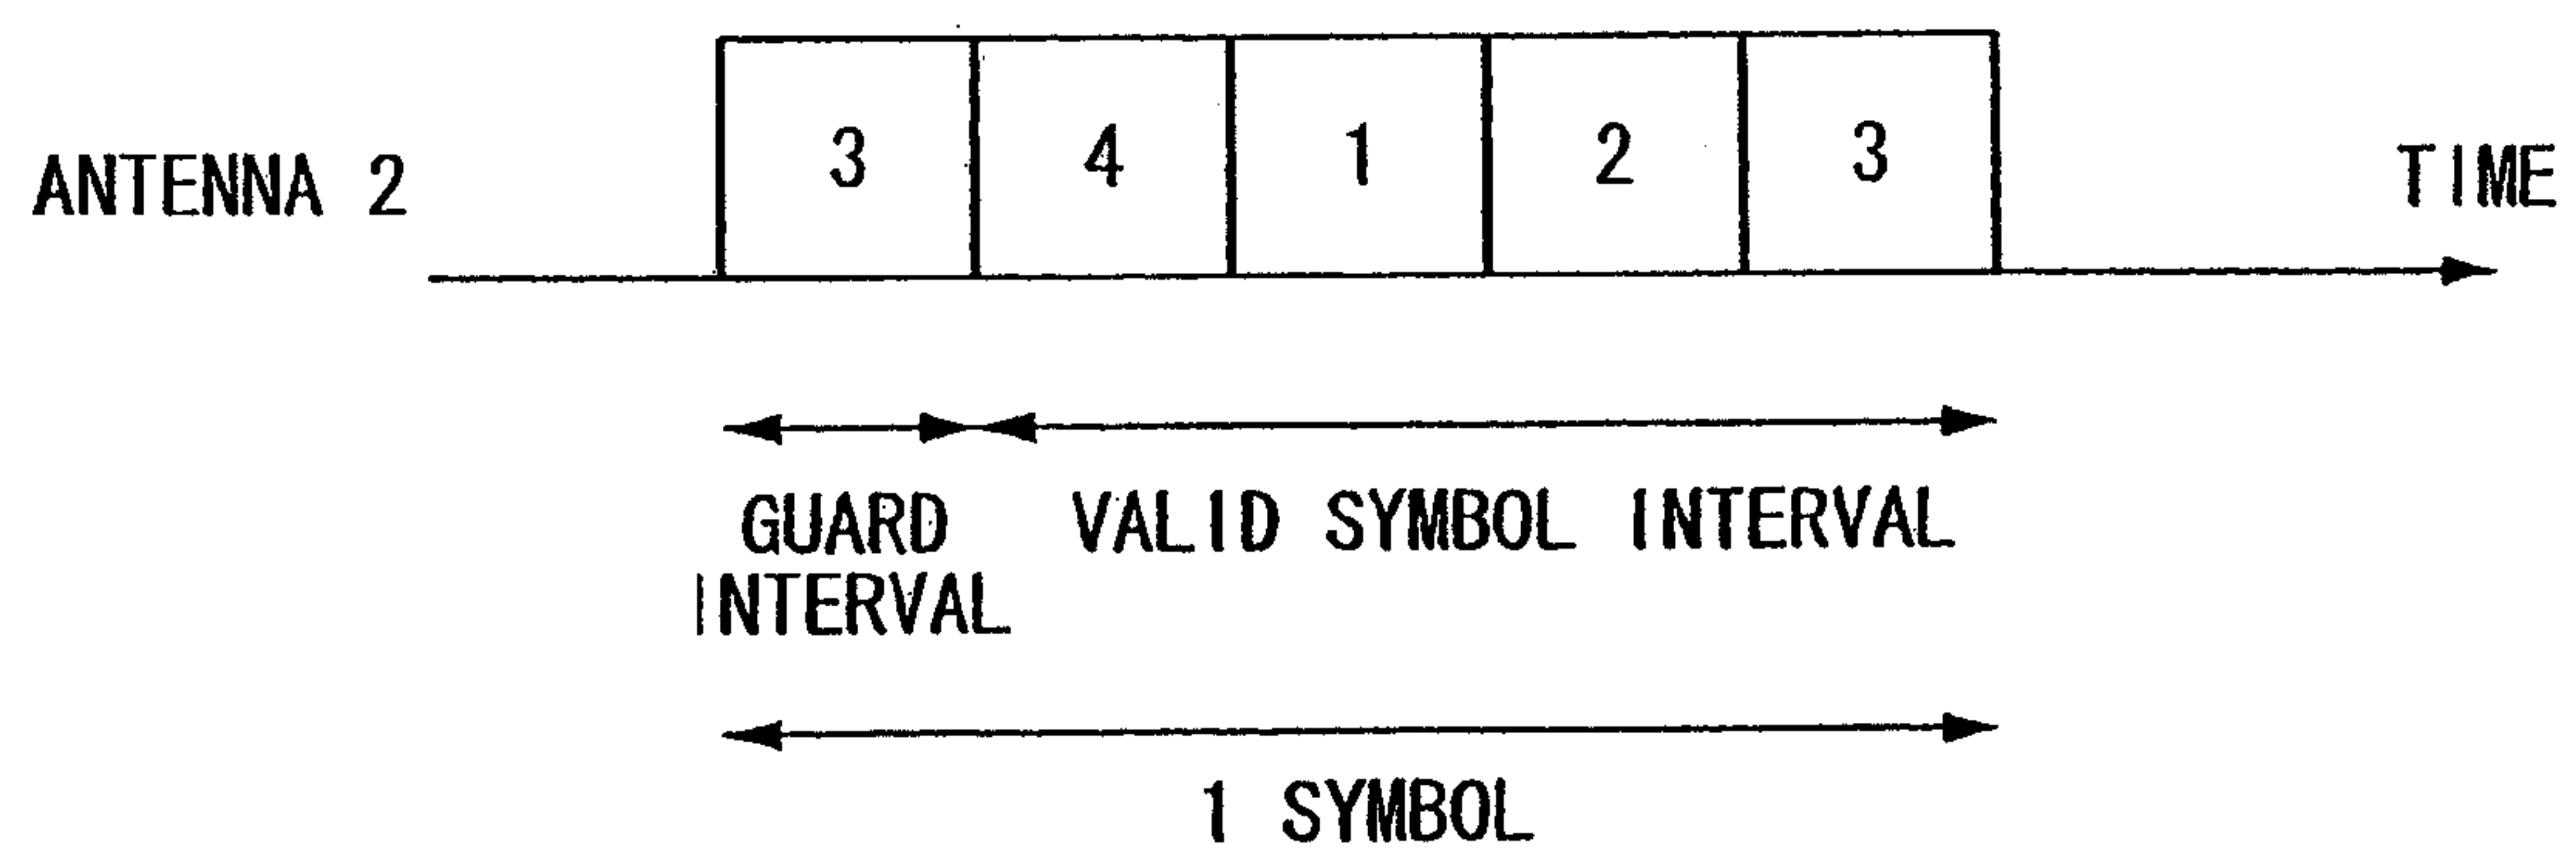 ANTENNA 2 3 4 1 2 3 TIME
GUARD VALID SYMBOL INTERVAL
INTERVAL
1 SYMBOL